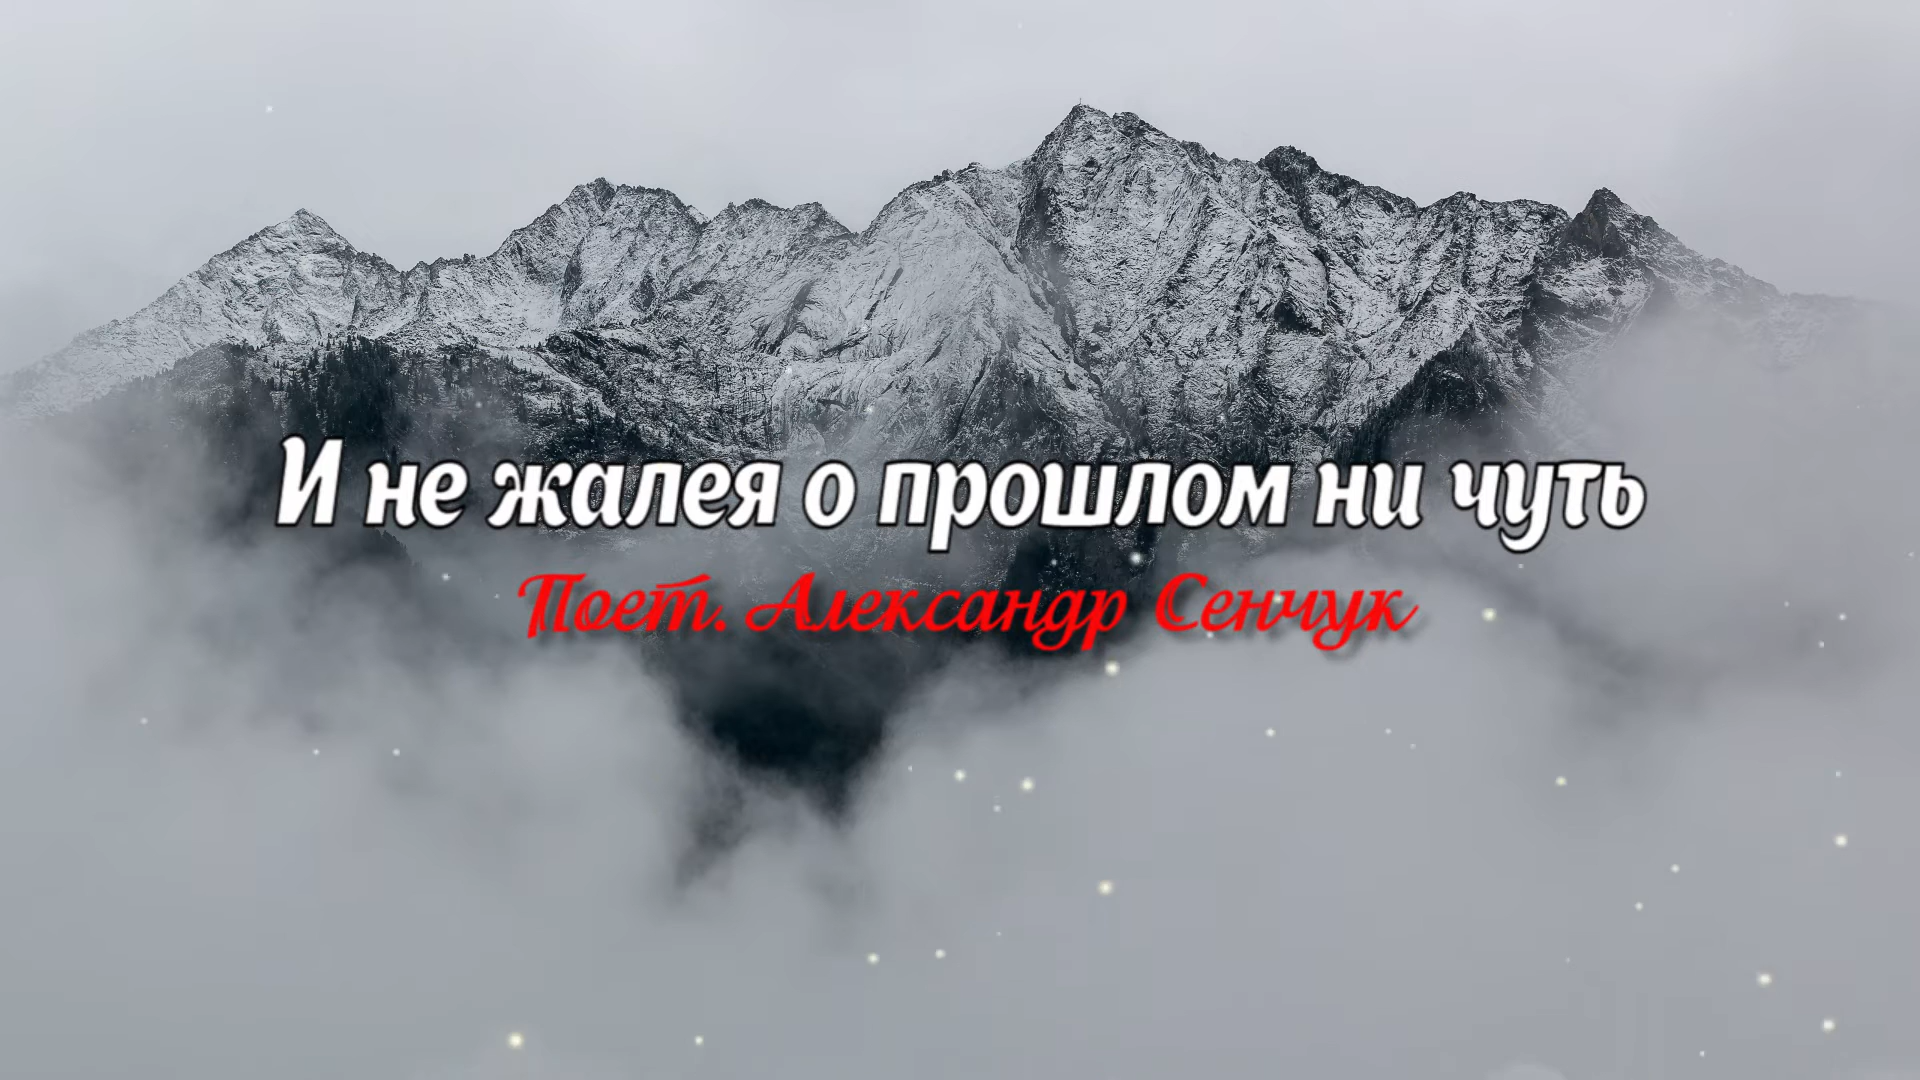 И не жалея о прошлом ни чуть
Поет. Александр Сенчук